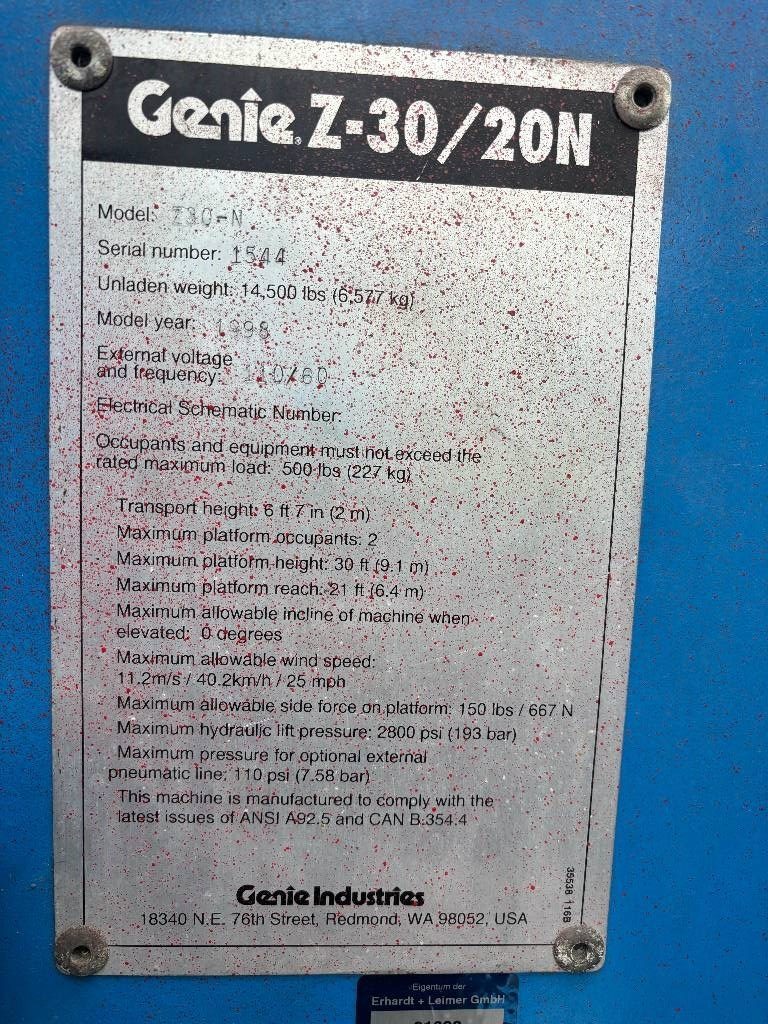 Genie® Z-30/20N
Model: Z30-N
Serial number: 1544
Unladen weight: 14,500 lbs (6,577 kg)
Model year: 1998
External voltage
and frequency: 110/60
Electrical Schematic Number:
Occupants and equipment must not exceed the
rated maximum load: 500 lbs (227 kg)
Transport height: 6 ft 7 in (2 m)
Maximum platform occupants: 2
Maximum platform height: 30 ft (9.1 m)
Maximum platform reach: 21 ft (6.4 m)
Maximum allowable incline of machine when
elevated: 0 degrees
Maximum allowable wind speed:
11.2m/s / 40.2km/h / 25 mph
Maximum allowable side force on platform: 150 lbs / 667 N
Maximum hydraulic lift pressure: 2800 psi (193 bar)
Maximum pressure for optional external
pneumatic line: 110 psi (7.58 bar)
This machine is manufactured to comply with the
latest issues of ANSI A92.5 and CAN B.354.4
35538 116B
Genie Industries
18340 N.E. 76th Street, Redmond, WA 98052, USA
Eigentum der
Erhardt + Leimer GmbH